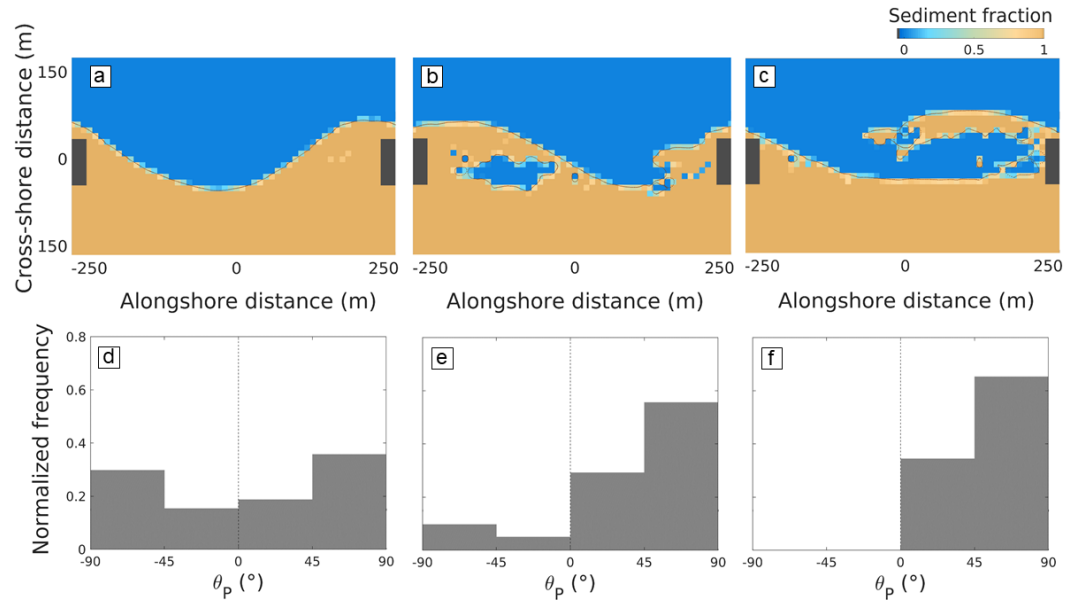 Sediment fraction
0 0.5 1
Cross-shore distance (m)
150
0
150
a
b
c
-250 0 250
-250 0 250
-250 0 250
Alongshore distance (m)
Alongshore distance (m)
Alongshore distance (m)
Normalized frequency
0.8
0.6
0.4
0.2
0
d
e
f
-90 -45 0 45 90
-90 -45 0 45 90
-90 -45 0 45 90
θP (°)
θP (°)
θP (°)